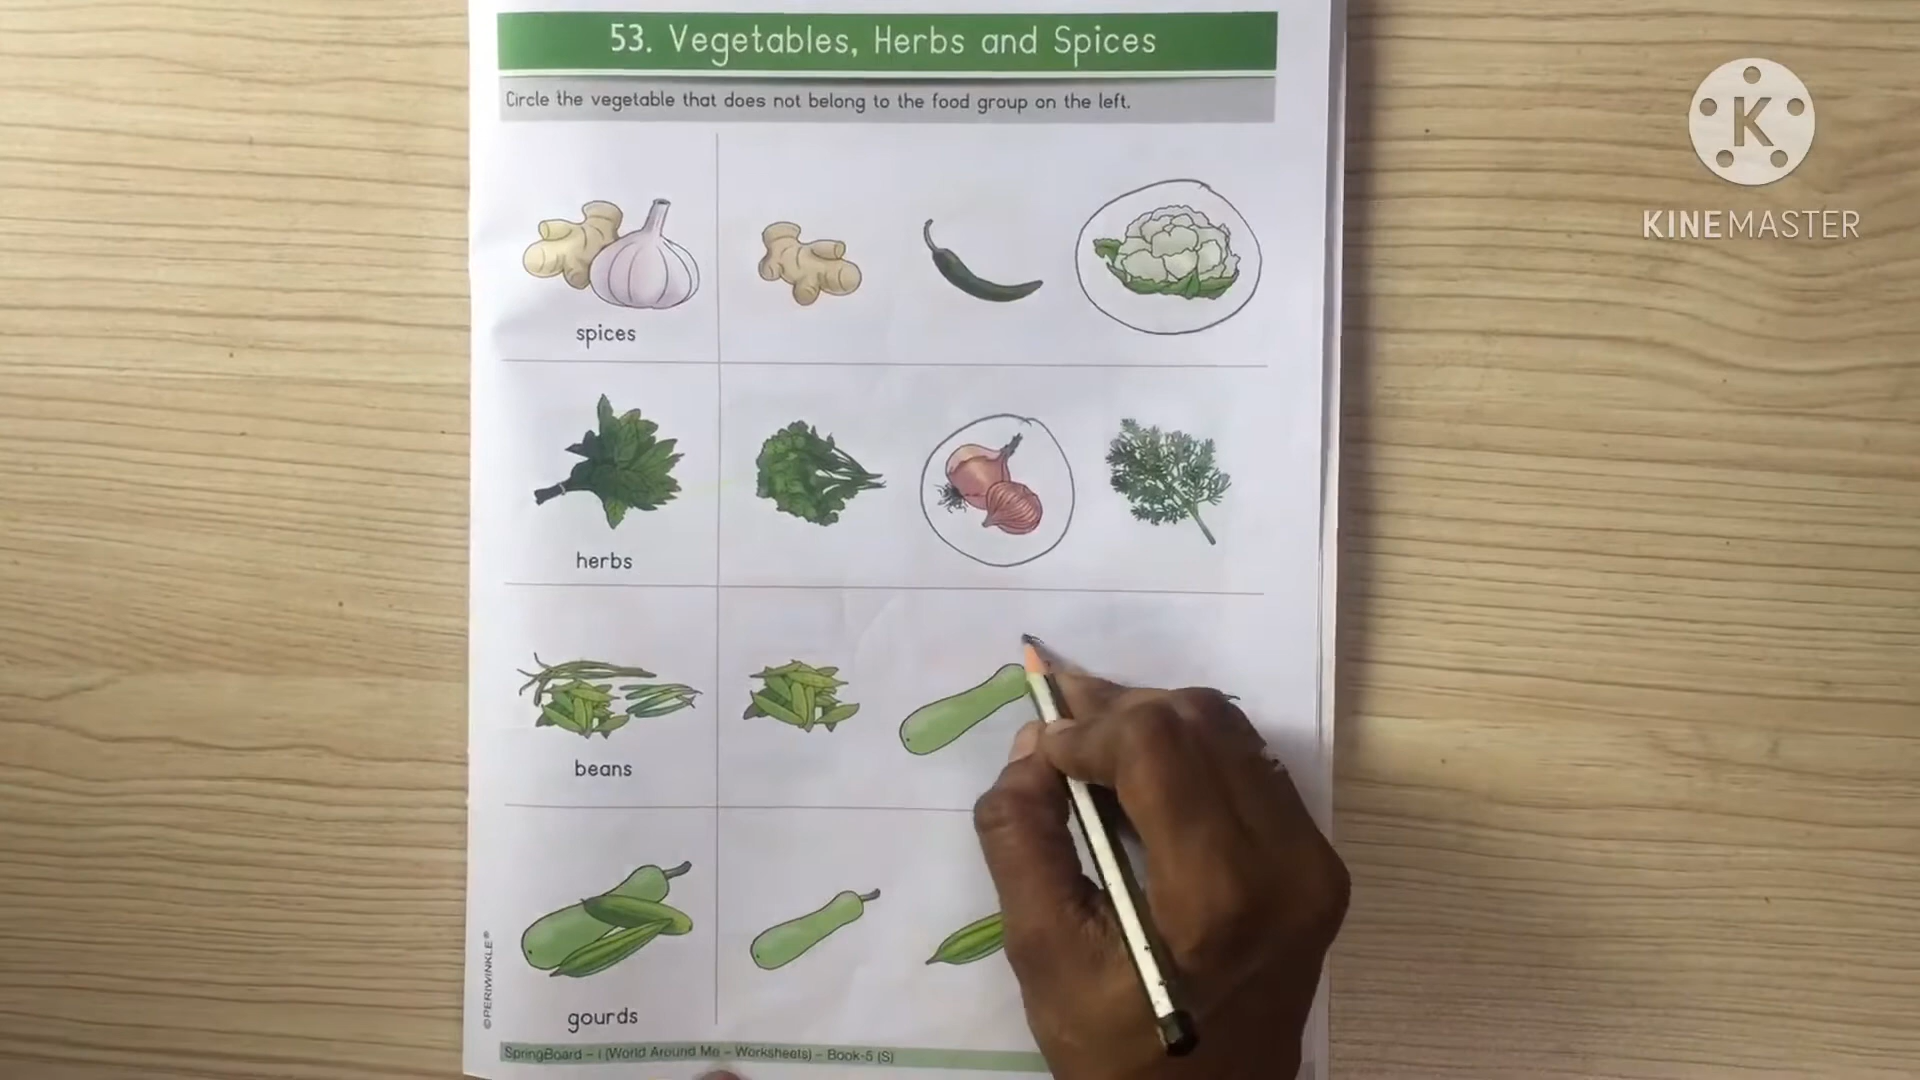 53. Vegetables, Herbs and Spices
Circle the vegetable that does not belong to the food group on the left.
K
KINEMASTER
spices
herbs
beans
gourds
©PERIWINKLE®
SpringBoard – I (World Around Me – Worksheets) – Book-5 (S)